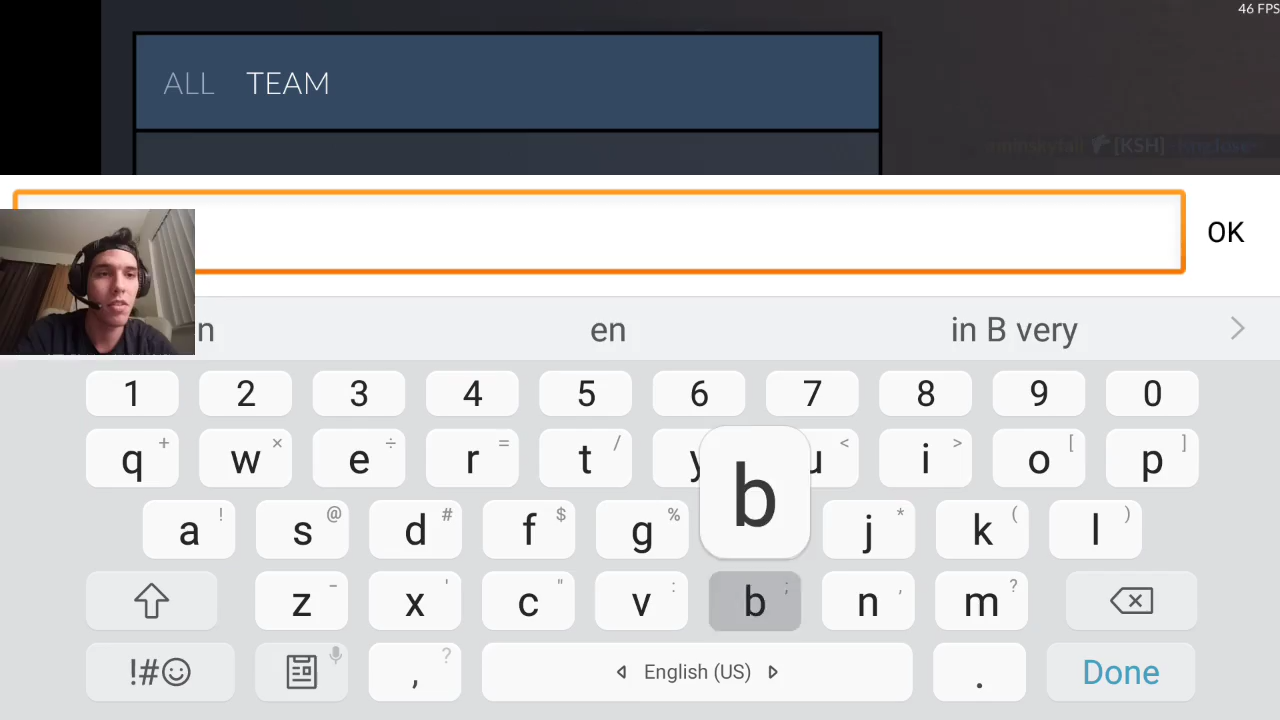 46 FPS
ALL TEAM
[KSH]
OK
n en in B very
1 2 3 4 5 6 7 8 9 0
q + w × e ÷ r = t / y u < i > o [ p ]
b
a ! s @ d # f $ g % j * k ( l )
z - x ' c " v : b ; n , m ?
!#☺ , ? English (US) . Done